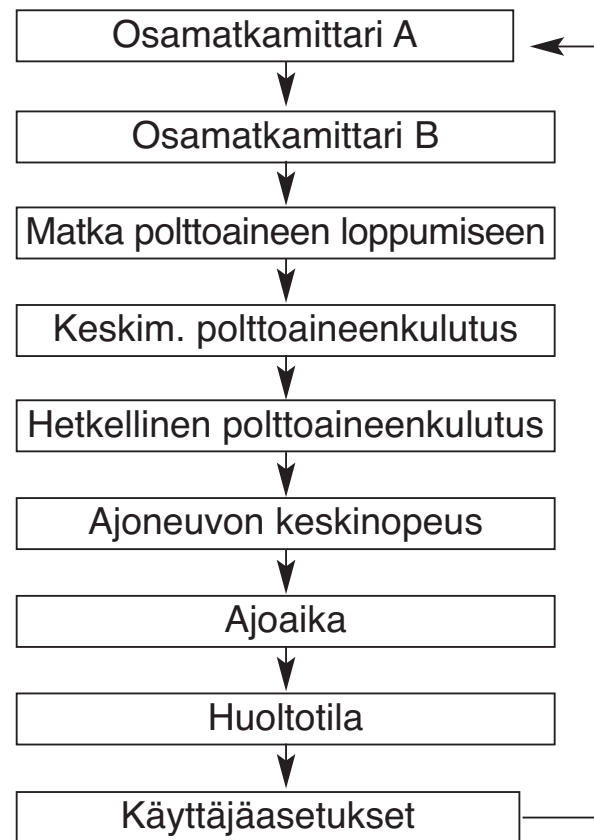 Osamatkamittari A
Osamatkamittari B
Matka polttoaineen loppumiseen
Keskim. polttoaineenkulutus
Hetkellinen polttoaineenkulutus
Ajoneuvon keskinopeus
Ajoaika
Huoltotila
Käyttäjäasetukset